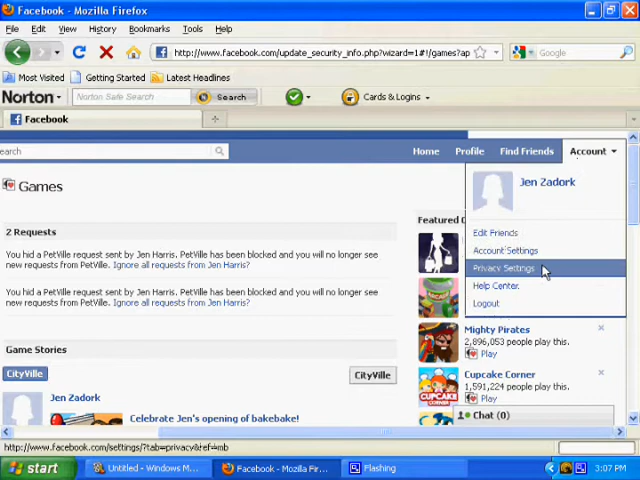 Facebook - Mozilla Firefox
File Edit View History Bookmarks Tools Help
http://www.facebook.com/update_security_info.php?wizard=1#!/games?ap
Google
Most Visited Getting Started Latest Headlines
Norton Norton Safe Search Search Cards & Logins
Facebook
earch
Home Profile Find Friends Account
Jen Zadork
Edit Friends
Account Settings
Privacy Settings
Help Center
Logout
Games
2 Requests
Featured
You hid a PetVille request sent by Jen Harris. PetVille has been blocked and you will no longer see
new requests from Jen Harris. Ignore all requests from Jen Harris?
You hid a PetVille request sent by Jen Harris. PetVille has been blocked and you will no longer see
new requests from Jen Harris. Ignore all requests from Jen Harris?
Mighty Pirates
2,896,053 people play this.
Play
Game Stories
CityVille
CityVille
Cupcake Corner
1,591,224 people play this.
Play
Jen Zadork
Celebrate Jen's opening of bakebake!
Chat (0)
http://www.facebook.com/settings/?tab=privacy&ref=mb
start
Untitled - Windows M...
Facebook - Mozilla Fir...
Flashing
3:07 PM